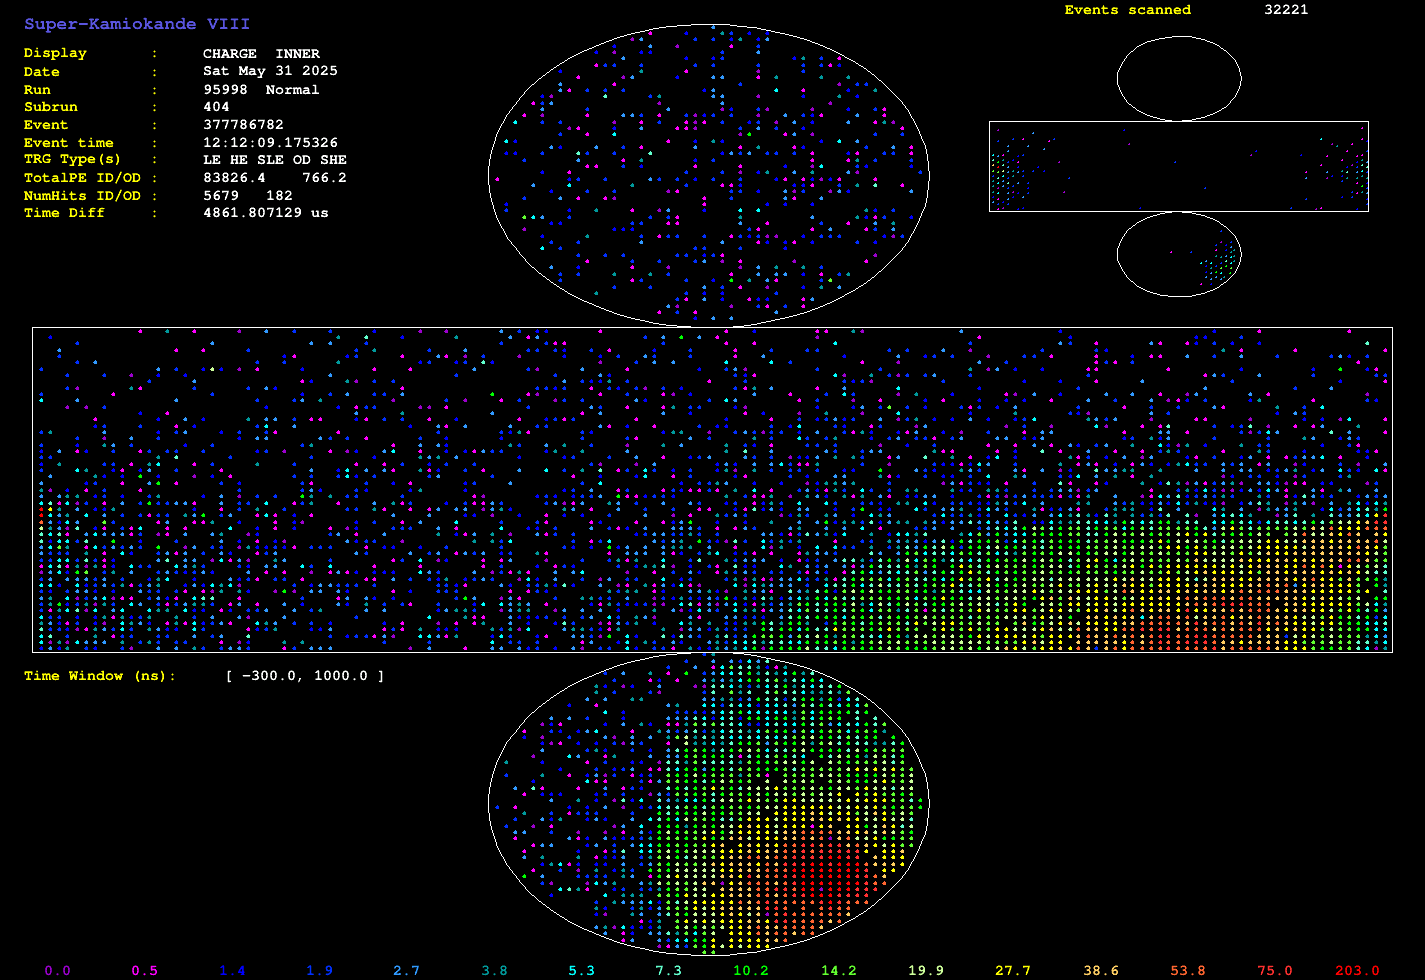 Super-Kamiokande VIII
Display : CHARGE INNER
Date : Sat May 31 2025
Run : 95998 Normal
Subrun : 404
Event : 377786782
Event time : 12:12:09.175326
TRG Type(s) : LE HE SLE OD SHE
TotalPE ID/OD : 83826.4 766.2
NumHits ID/OD : 5679 182
Time Diff : 4861.807129 us
Events scanned 32221
Time Window (ns): [ -300.0, 1000.0 ]
0.0 0.5 1.4 1.9 2.7 3.8 5.3 7.3 10.2 14.2 19.9 27.7 38.6 53.8 75.0 203.0